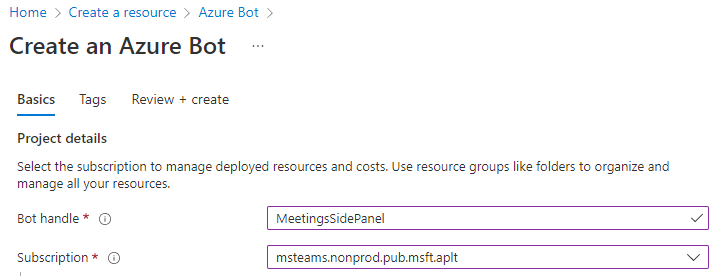 Home > Create a resource > Azure Bot >
Create an Azure Bot ...
Basics Tags Review + create
Project details
Select the subscription to manage deployed resources and costs. Use resource groups like folders to organize and
manage all your resources.
Bot handle * MeetingsSidePanel
Subscription * msteams.nonprod.pub.msft.aplt